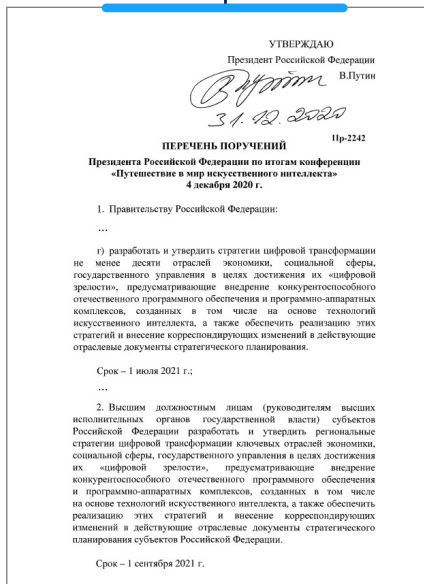 УТВЕРЖДАЮ
Президент Российской Федерации
В.Путин
31.12.2020
Пр-2242
ПЕРЕЧЕНЬ ПОРУЧЕНИЙ
Президента Российской Федерации по итогам конференции
«Путешествие в мир искусственного интеллекта»
4 декабря 2020 г.
1. Правительству Российской Федерации:
…
г) разработать и утвердить стратегии цифровой трансформации
не менее десяти отраслей экономики, социальной сферы,
государственного управления в целях достижения их «цифровой
зрелости», предусматривающие внедрение конкурентоспособного
отечественного программного обеспечения и программно-аппаратных
комплексов, созданных в том числе на основе технологий
искусственного интеллекта, а также обеспечить реализацию этих
стратегий и внесение корреспондирующих изменений в действующие
отраслевые документы стратегического планирования.
Срок – 1 июля 2021 г.;
…
2. Высшим должностным лицам (руководителям высших
исполнительных органов государственной власти) субъектов
Российской Федерации разработать и утвердить региональные
стратегии цифровой трансформации ключевых отраслей экономики,
социальной сферы, государственного управления в целях достижения
их «цифровой зрелости», предусматривающие внедрение
конкурентоспособного отечественного программного обеспечения
и программно-аппаратных комплексов, созданных в том числе
на основе технологий искусственного интеллекта, а также обеспечить
реализацию этих стратегий и внесение корреспондирующих
изменений в действующие отраслевые документы стратегического
планирования субъектов Российской Федерации.
Срок – 1 сентября 2021 г.